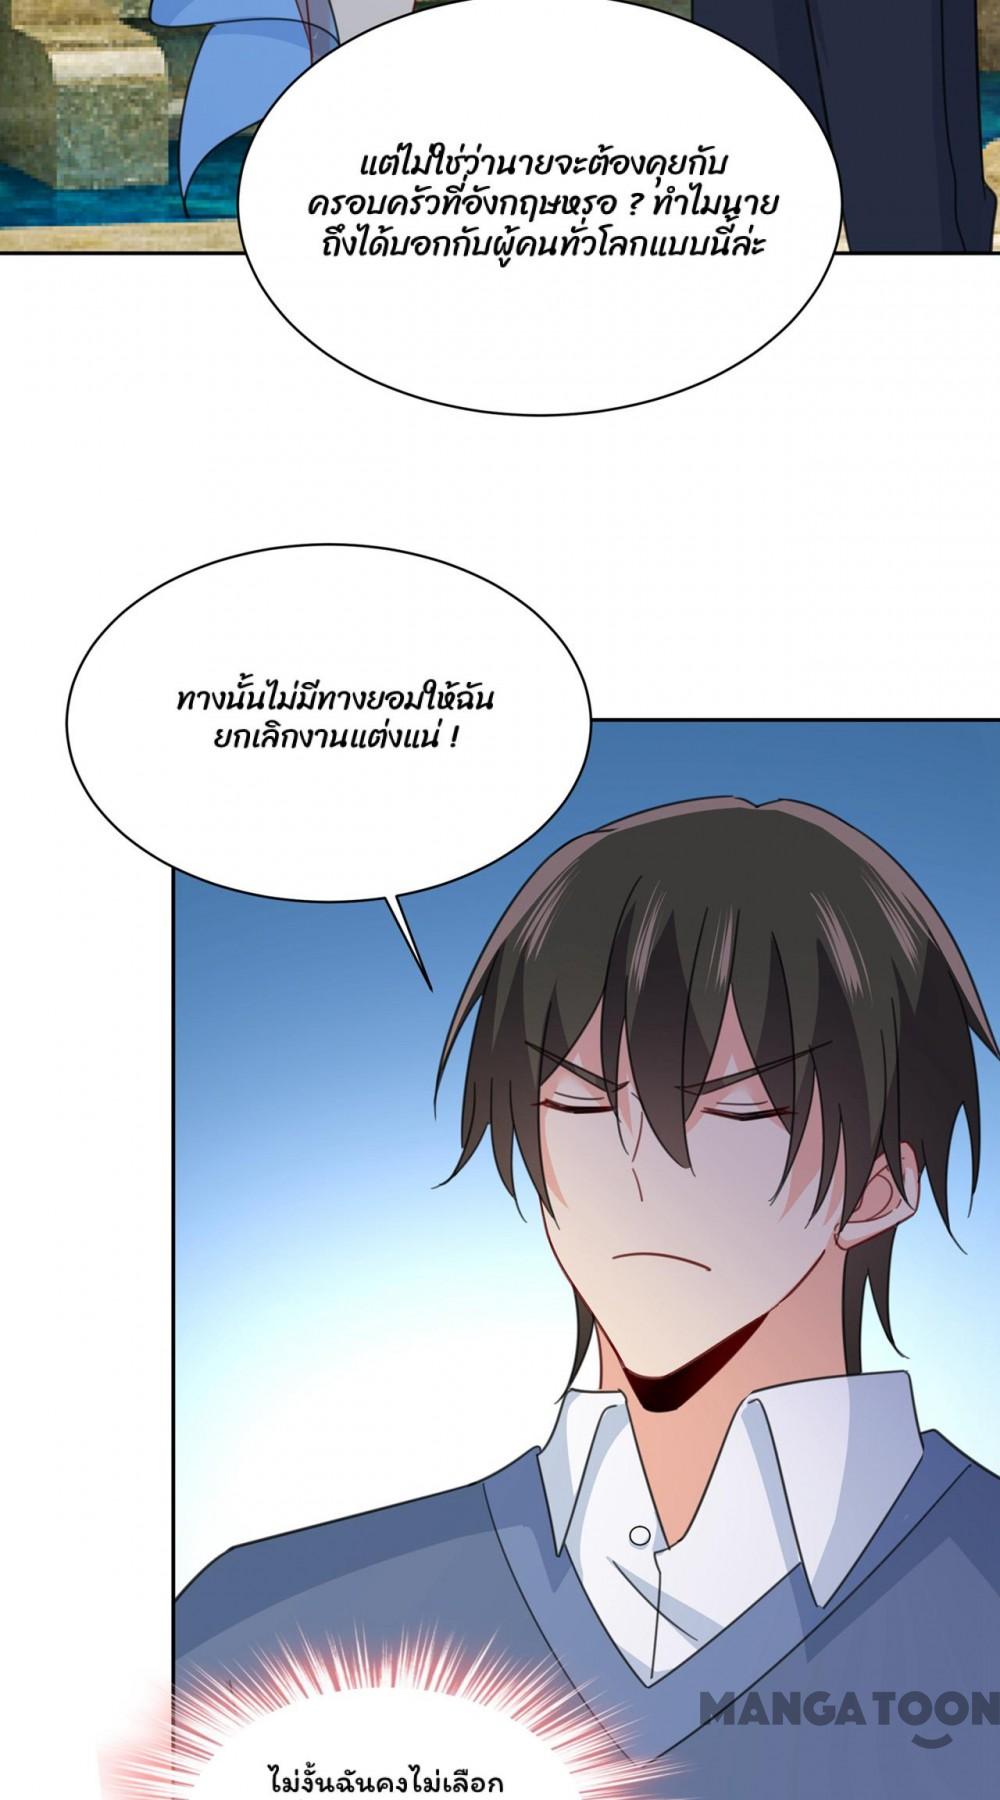 แต่ไม่ใช่ว่านายจะต้องคุยกับ
ครอบครัวที่อังกฤษหรอ ? ทำไมนาย
ถึงได้บอกกับผู้คนทั่วโลกแบบนี้ล่ะ
ทางนั้นไม่มีทางยอมให้ฉัน
ยกเลิกงานแต่งแน่ !
MANGATOON
ไม่งั้นฉันคงไม่เลือก